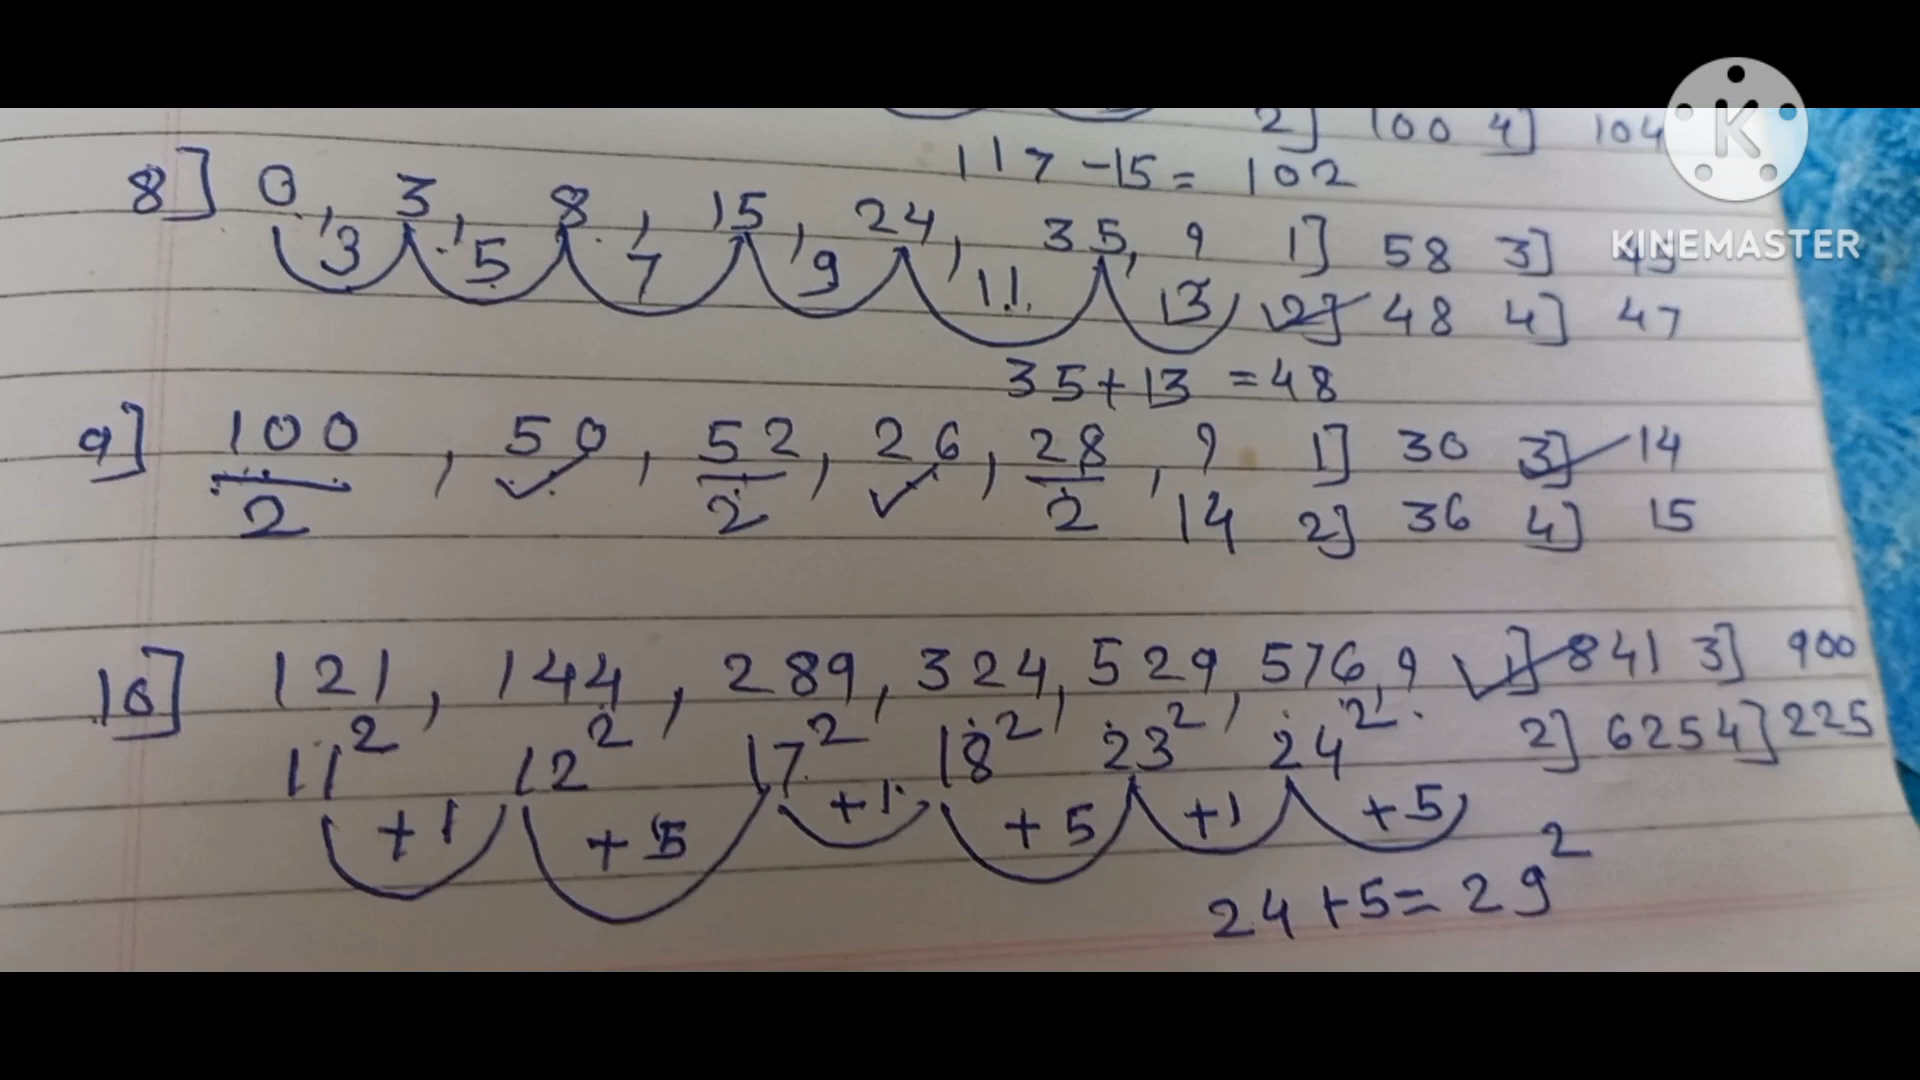 2] 100 4] 104
117 - 15 = 102
K
KINEMASTER
8] 0, 3, 8, 15, 24, 35, ? 1] 58 3]
3 5 7 9 11 13 2] 48 4] 47
35 + 13 = 48
9] 100/2, 50, 52/2, 26, 28/2, ? 1] 30 3] 14
14 2] 36 4] 15
10] 121, 144, 289, 324, 529, 576, ? 1] 841 3] 900
11² 12² 17² 18² 23² 24² 2] 625 4] 225
+1 +5 +1 +5 +1 +5
24 + 5 = 29²